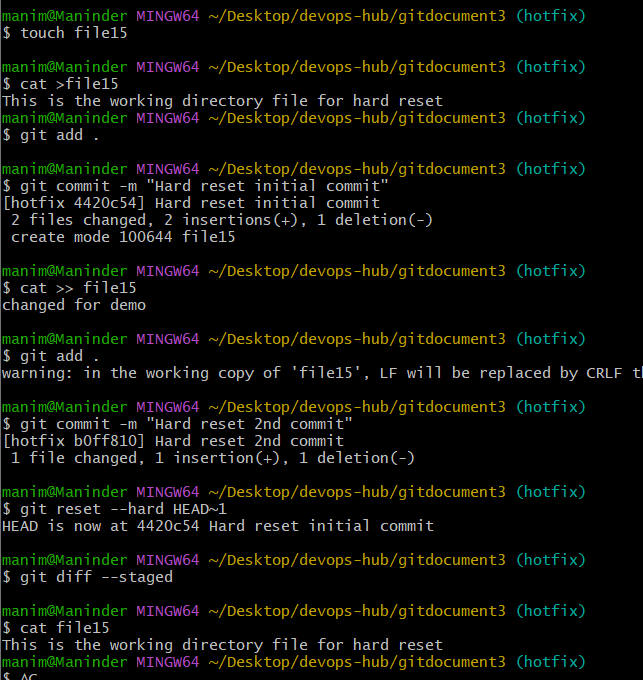 manim@Maninder MINGW64 ~/Desktop/devops-hub/gitdocument3 (hotfix)
$ touch file15
manim@Maninder MINGW64 ~/Desktop/devops-hub/gitdocument3 (hotfix)
$ cat >file15
This is the working directory file for hard reset
manim@Maninder MINGW64 ~/Desktop/devops-hub/gitdocument3 (hotfix)
$ git add .
manim@Maninder MINGW64 ~/Desktop/devops-hub/gitdocument3 (hotfix)
$ git commit -m "Hard reset initial commit"
[hotfix 4420c54] Hard reset initial commit
 2 files changed, 2 insertions(+), 1 deletion(-)
 create mode 100644 file15
manim@Maninder MINGW64 ~/Desktop/devops-hub/gitdocument3 (hotfix)
$ cat >> file15
changed for demo
manim@Maninder MINGW64 ~/Desktop/devops-hub/gitdocument3 (hotfix)
$ git add .
warning: in the working copy of 'file15', LF will be replaced by CRLF th
manim@Maninder MINGW64 ~/Desktop/devops-hub/gitdocument3 (hotfix)
$ git commit -m "Hard reset 2nd commit"
[hotfix b0ff810] Hard reset 2nd commit
 1 file changed, 1 insertion(+), 1 deletion(-)
manim@Maninder MINGW64 ~/Desktop/devops-hub/gitdocument3 (hotfix)
$ git reset --hard HEAD~1
HEAD is now at 4420c54 Hard reset initial commit
manim@Maninder MINGW64 ~/Desktop/devops-hub/gitdocument3 (hotfix)
$ git diff --staged
manim@Maninder MINGW64 ~/Desktop/devops-hub/gitdocument3 (hotfix)
$ cat file15
This is the working directory file for hard reset
manim@Maninder MINGW64 ~/Desktop/devops-hub/gitdocument3 (hotfix)
$ ^C